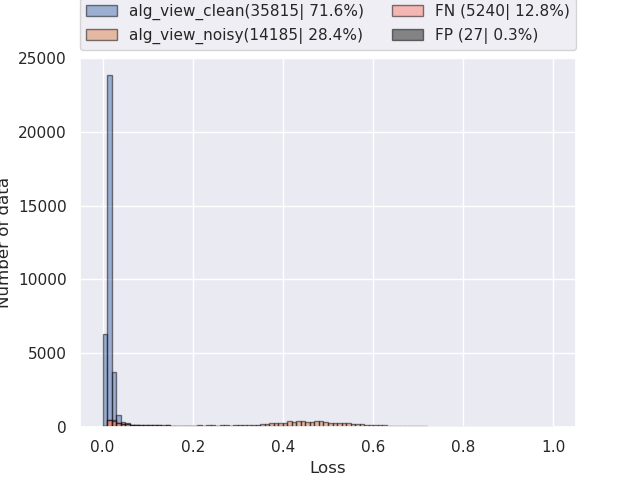 alg_view_clean(35815| 71.6%)
FN (5240| 12.8%)
alg_view_noisy(14185| 28.4%)
FP (27| 0.3%)
25000
20000
15000
10000
5000
0
Number of data
0.0 0.2 0.4 0.6 0.8 1.0
Loss